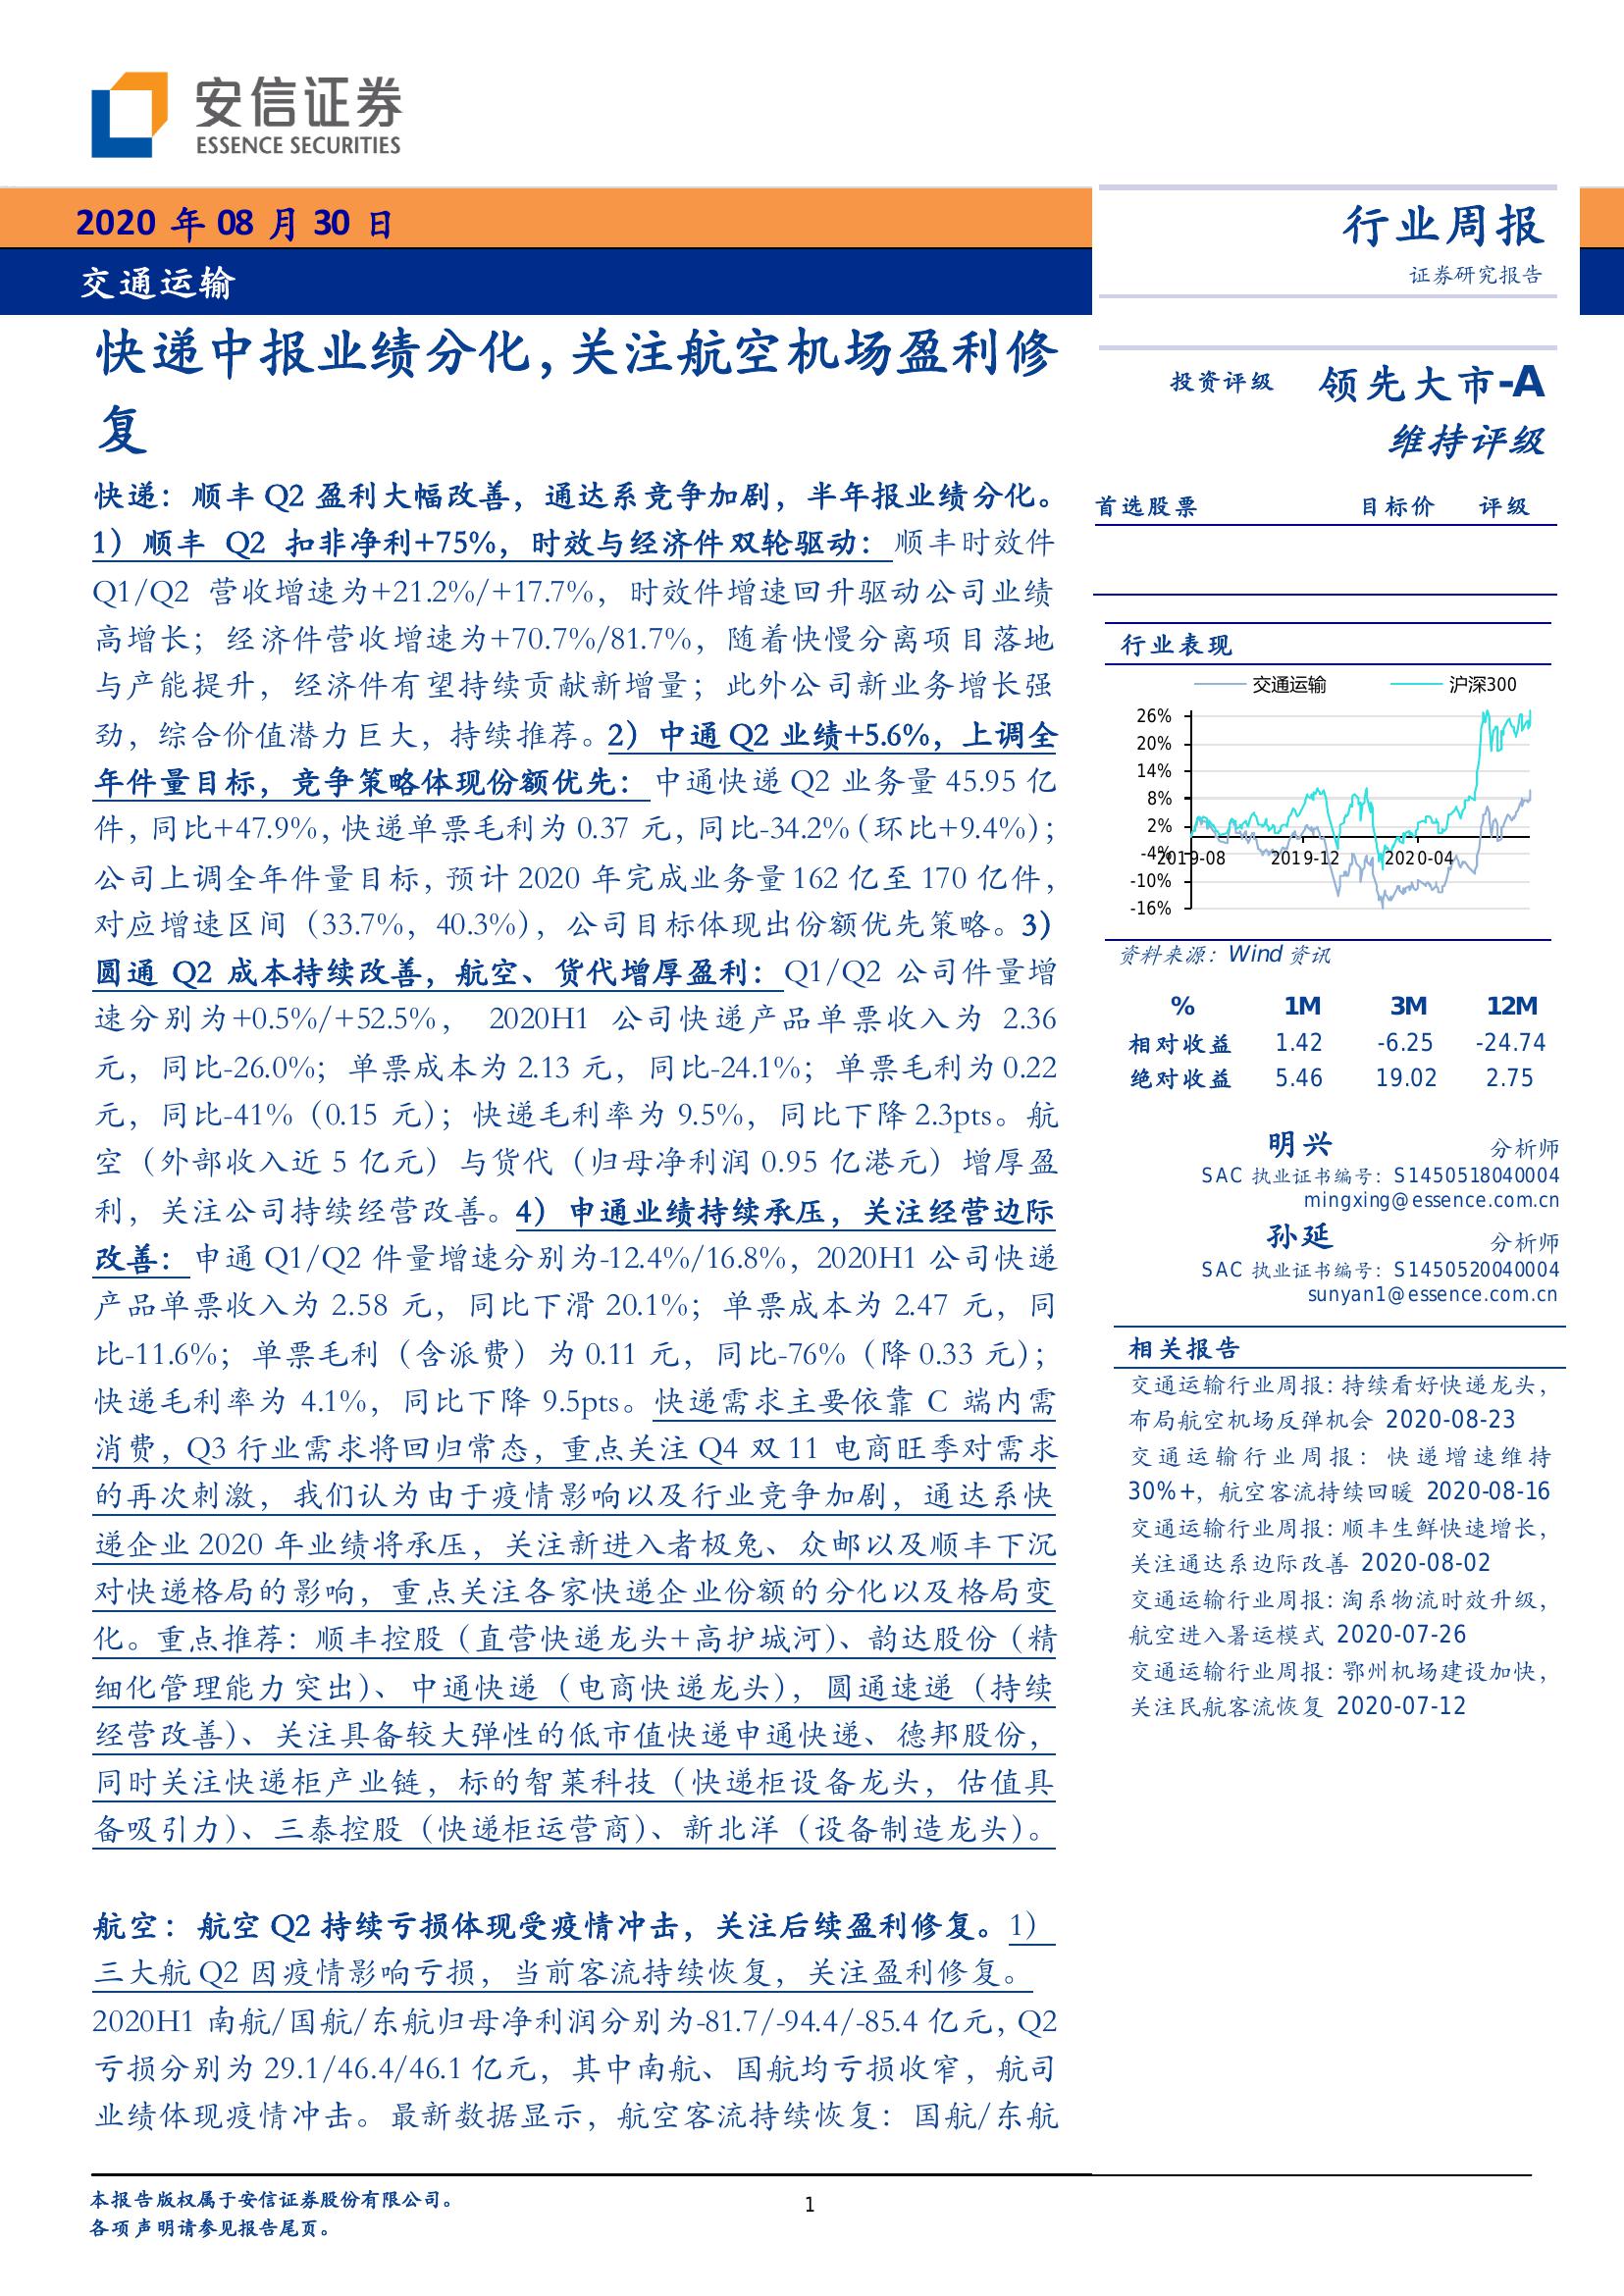 安信证券
ESSENCE SECURITIES
2020 年 08 月 30 日
交通运输
快递中报业绩分化，关注航空机场盈利修
复
快递：顺丰 Q2 盈利大幅改善，通达系竞争加剧，半年报业绩分化。
1）顺丰 Q2 扣非净利+75%，时效与经济件双轮驱动：顺丰时效件
Q1/Q2 营收增速为+21.2%/+17.7%，时效件增速回升驱动公司业绩
高增长；经济件营收增速为+70.7%/81.7%，随着快慢分离项目落地
与产能提升，经济件有望持续贡献新增量；此外公司新业务增长强
劲，综合价值潜力巨大，持续推荐。2）中通 Q2 业绩+5.6%，上调全
年件量目标，竞争策略体现份额优先：中通快递 Q2 业务量 45.95 亿
件，同比+47.9%，快递单票毛利为 0.37 元，同比-34.2%（环比+9.4%）；
公司上调全年件量目标，预计 2020 年完成业务量 162 亿至 170 亿件，
对应增速区间（33.7%，40.3%），公司目标体现出份额优先策略。3）
圆通 Q2 成本持续改善，航空、货代增厚盈利：Q1/Q2 公司件量增
速分别为+0.5%/+52.5%， 2020H1 公司快递产品单票收入为 2.36
元，同比-26.0%；单票成本为 2.13 元，同比-24.1%；单票毛利为 0.22
元，同比-41%（0.15 元）；快递毛利率为 9.5%，同比下降 2.3pts。航
空（外部收入近 5 亿元）与货代（归母净利润 0.95 亿港元）增厚盈
利，关注公司持续经营改善。4）申通业绩持续承压，关注经营边际
改善：申通 Q1/Q2 件量增速分别为-12.4%/16.8%，2020H1 公司快递
产品单票收入为 2.58 元，同比下滑 20.1%；单票成本为 2.47 元，同
比-11.6%；单票毛利（含派费）为 0.11 元，同比-76%（降 0.33 元）；
快递毛利率为 4.1%，同比下降 9.5pts。快递需求主要依靠 C 端内需
消费，Q3 行业需求将回归常态，重点关注 Q4 双 11 电商旺季对需求
的再次刺激，我们认为由于疫情影响以及行业竞争加剧，通达系快
递企业 2020 年业绩将承压，关注新进入者极兔、众邮以及顺丰下沉
对快递格局的影响，重点关注各家快递企业份额的分化以及格局变
化。重点推荐：顺丰控股（直营快递龙头+高护城河）、韵达股份（精
细化管理能力突出）、中通快递（电商快递龙头），圆通速递（持续
经营改善）、关注具备较大弹性的低市值快递申通快递、德邦股份，
同时关注快递柜产业链，标的智莱科技（快递柜设备龙头，估值具
备吸引力）、三泰控股（快递柜运营商）、新北洋（设备制造龙头）。
航空：航空 Q2 持续亏损体现受疫情冲击，关注后续盈利修复。1）
三大航 Q2 因疫情影响亏损，当前客流持续恢复，关注盈利修复。
2020H1 南航/国航/东航归母净利润分别为-81.7/-94.4/-85.4 亿元，Q2
亏损分别为 29.1/46.4/46.1 亿元，其中南航、国航均亏损收窄，航司
业绩体现疫情冲击。最新数据显示，航空客流持续恢复：国航/东航
行业周报
证券研究报告
投资评级 领先大市-A
维持评级
首选股票 目标价 评级
行业表现
交通运输 沪深300
26%
20%
14%
8%
2%
-4%
-10%
-16%
2019-08 2019-12 2020-04
资料来源：Wind 资讯
% 1M 3M 12M
相对收益 1.42 -6.25 -24.74
绝对收益 5.46 19.02 2.75
明兴 分析师
SAC 执业证书编号：S1450518040004
mingxing@essence.com.cn
孙延 分析师
SAC 执业证书编号：S1450520040004
sunyan1@essence.com.cn
相关报告
交通运输行业周报：持续看好快递龙头，
布局航空机场反弹机会 2020-08-23
交通运输行业周报：快递增速维持
30%+，航空客流持续回暖 2020-08-16
交通运输行业周报：顺丰生鲜快速增长，
关注通达系边际改善 2020-08-02
交通运输行业周报：淘系物流时效升级，
航空进入暑运模式 2020-07-26
交通运输行业周报：鄂州机场建设加快，
关注民航客流恢复 2020-07-12
本报告版权属于安信证券股份有限公司。
各项声明请参见报告尾页。
1